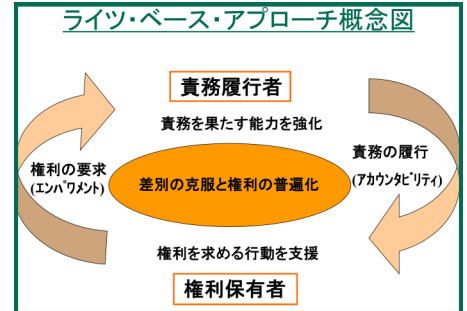 ライツ・ベース・アプローチ概念図
責務履行者
責務を果たす能力を強化
権利の要求
(ｴﾝﾊﾟﾜﾒﾝﾄ)
差別の克服と権利の普遍化
責務の履行
(ｱｶｳﾝﾀﾋﾞﾘﾃｨ)
権利を求める行動を支援
権利保有者